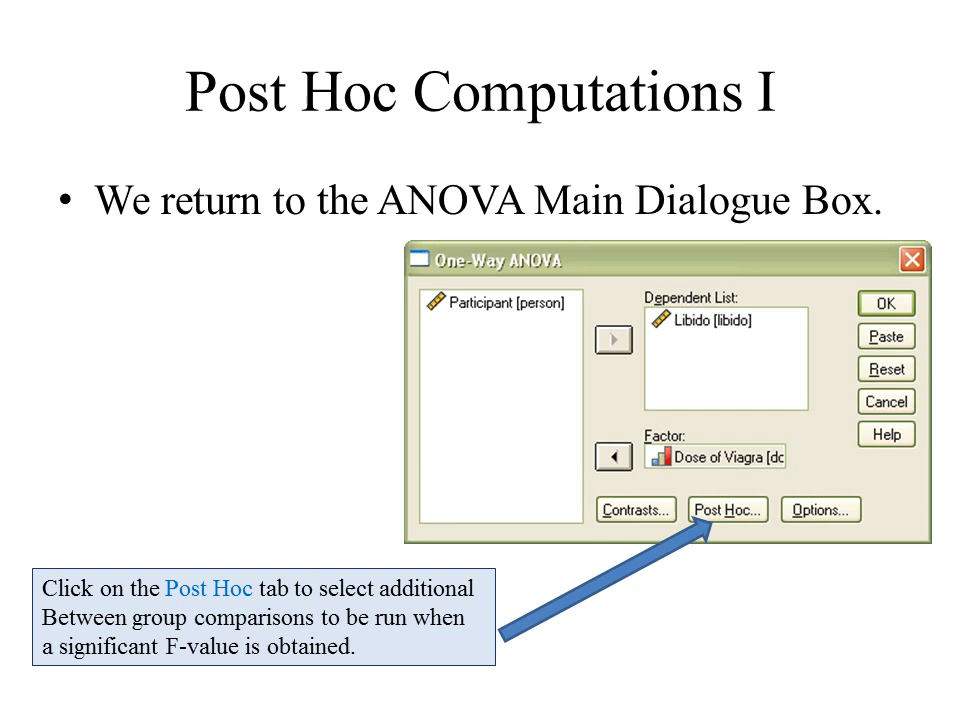 Post Hoc Computations I
• We return to the ANOVA Main Dialogue Box.
One-Way ANOVA
Participant [person]
Dependent List:
Libido [libido]
Factor:
Dose of Viagra [dc
OK
Paste
Reset
Cancel
Help
Contrasts... Post Hoc... Options...
Click on the Post Hoc tab to select additional
Between group comparisons to be run when
a significant F-value is obtained.